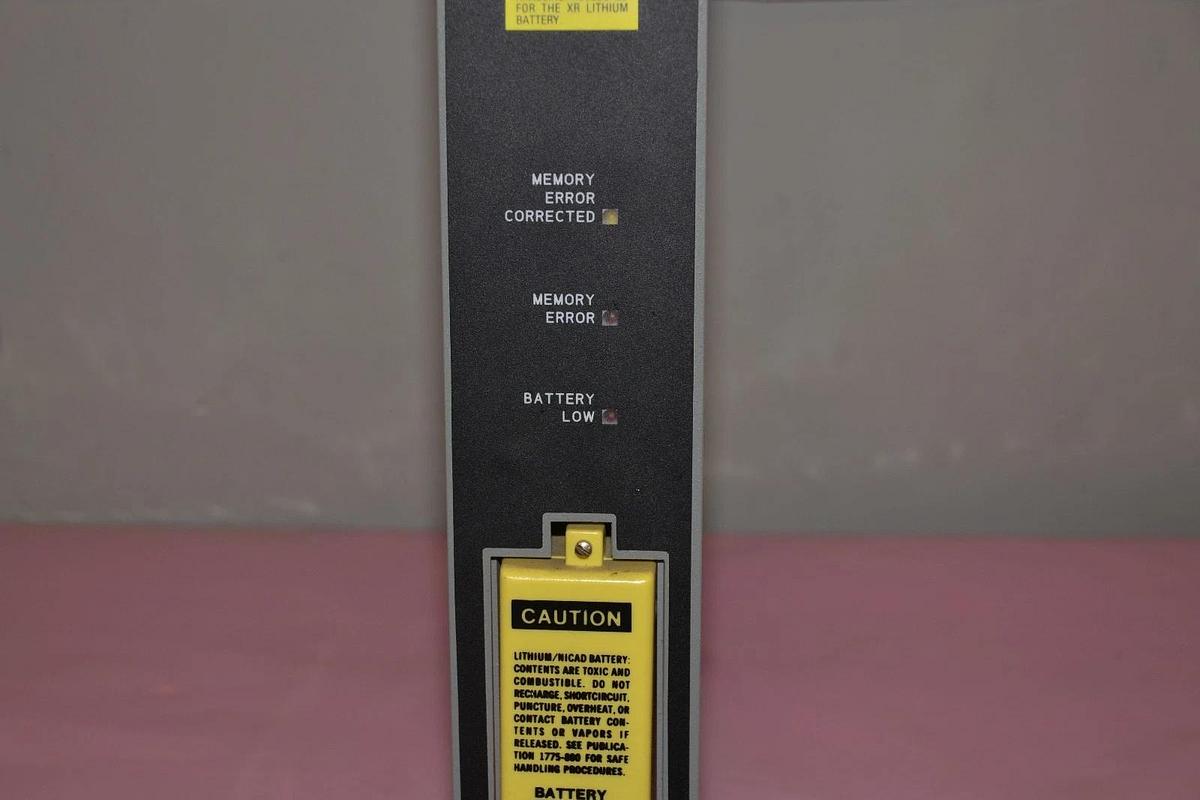 FOR THE XR LITHIUM
BATTERY.
MEMORY
ERROR
CORRECTED
MEMORY
ERROR
BATTERY
LOW
CAUTION
LITHIUM/NICAD BATTERY:
CONTENTS ARE TOXIC AND
COMBUSTIBLE. DO NOT
RECHARGE, SHORTCIRCUIT,
PUNCTURE, OVERHEAT, OR
CONTACT BATTERY CON-
TENTS OR VAPORS IF
RELEASED. SEE PUBLICA-
TION 1775-800 FOR SAFE
HANDLING PROCEDURES.
BATTERY